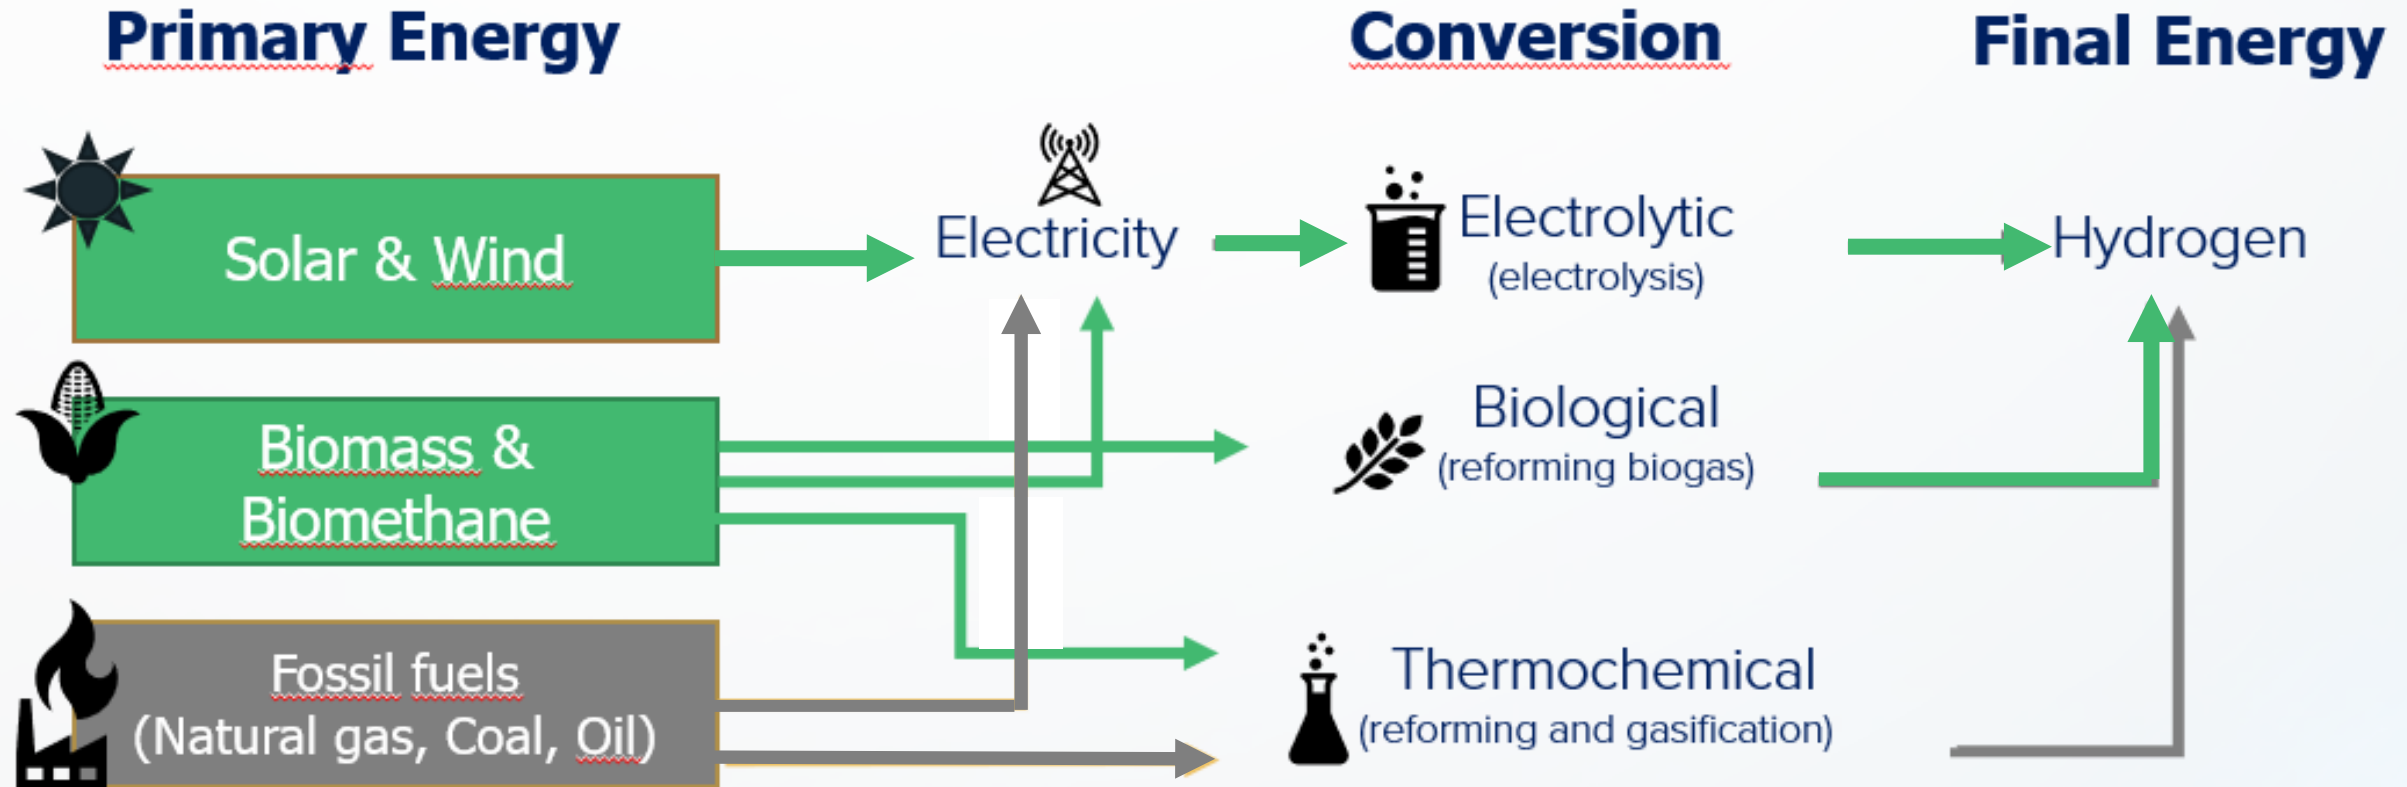 Primary Energy
Conversion
Final Energy
Solar & Wind
Electricity
Electrolytic
(electrolysis)
Hydrogen
Biomass &
Biomethane
Biological
(reforming biogas)
Fossil fuels
(Natural gas, Coal, Oil)
Thermochemical
(reforming and gasification)